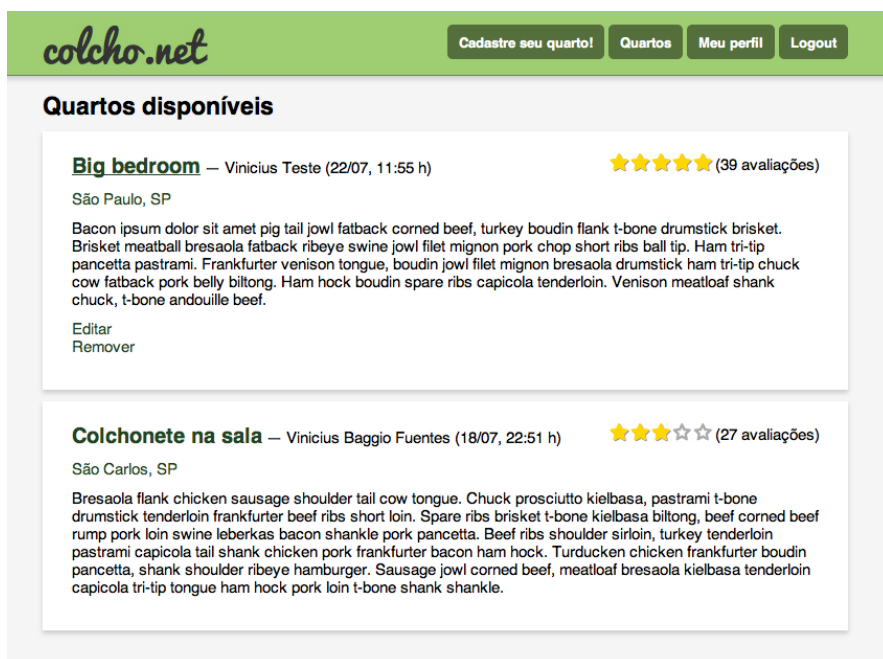 colcho.net
Cadastre seu quarto!
Quartos
Meu perfil
Logout
Quartos disponíveis
Big bedroom — Vinicius Teste (22/07, 11:55 h)
(39 avaliações)
São Paulo, SP
Bacon ipsum dolor sit amet pig tail jowl fatback corned beef, turkey boudin flank t-bone drumstick brisket.
Brisket meatball bresaola fatback ribeye swine jowl filet mignon pork chop short ribs ball tip. Ham tri-tip
pancetta pastrami. Frankfurter venison tongue, boudin jowl filet mignon bresaola drumstick ham tri-tip chuck
cow fatback pork belly biltong. Ham hock boudin spare ribs capicola tenderloin. Venison meatloaf shank
chuck, t-bone andouille beef.
Editar
Remover
Colchonete na sala — Vinicius Baggio Fuentes (18/07, 22:51 h)
(27 avaliações)
São Carlos, SP
Bresaola flank chicken sausage shoulder tail cow tongue. Chuck prosciutto kielbasa, pastrami t-bone
drumstick tenderloin frankfurter beef ribs short loin. Spare ribs brisket t-bone kielbasa biltong, beef corned beef
rump pork loin swine leberkas bacon shankle pork pancetta. Beef ribs shoulder sirloin, turkey tenderloin
pastrami capicola tail shank chicken pork frankfurter bacon ham hock. Turducken chicken frankfurter boudin
pancetta, shank shoulder ribeye hamburger. Sausage jowl corned beef, meatloaf bresaola kielbasa tenderloin
capicola tri-tip tongue ham hock pork loin t-bone shank shankle.